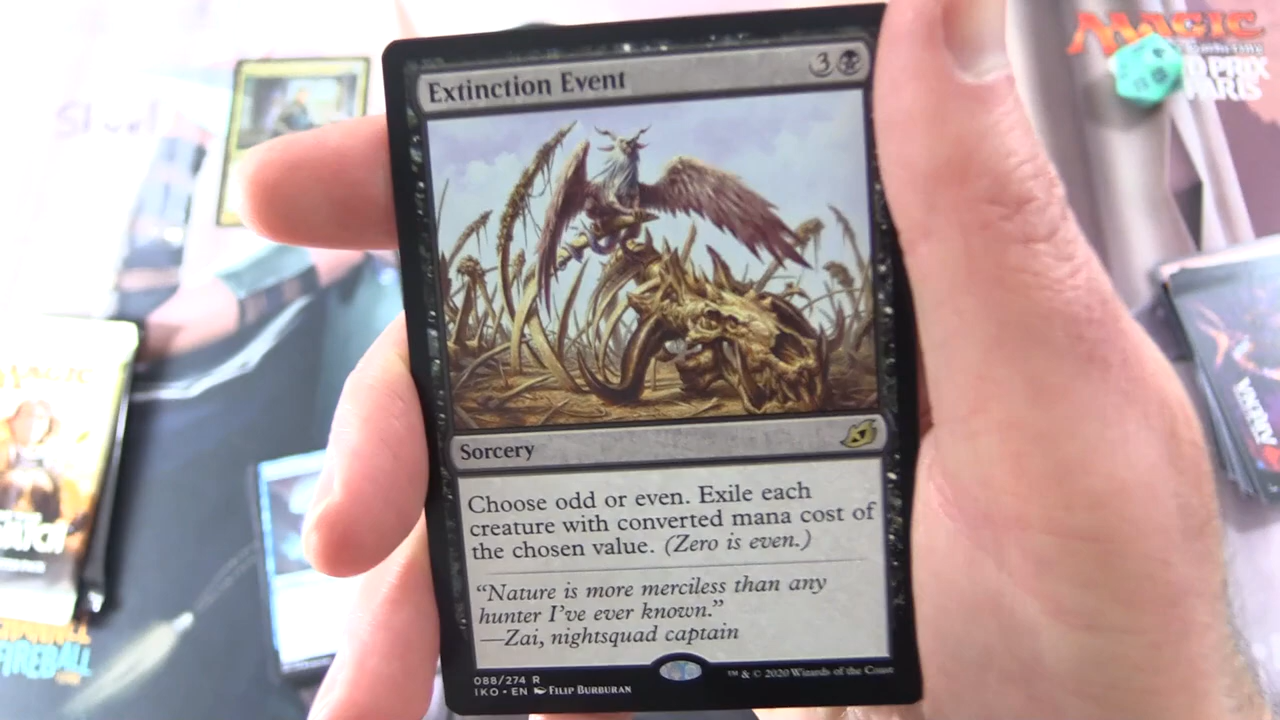 MAGIC
PARIS
Extinction Event
3
Sorcery
Choose odd or even. Exile each
creature with converted mana cost of
the chosen value. (Zero is even.)
“Nature is more merciless than any
hunter I’ve ever known.”
—Zai, nightsquad captain
088/274 R
IKO • EN FILIP BURBURAN
™ & © 2020 Wizards of the Coast
FIREBALL